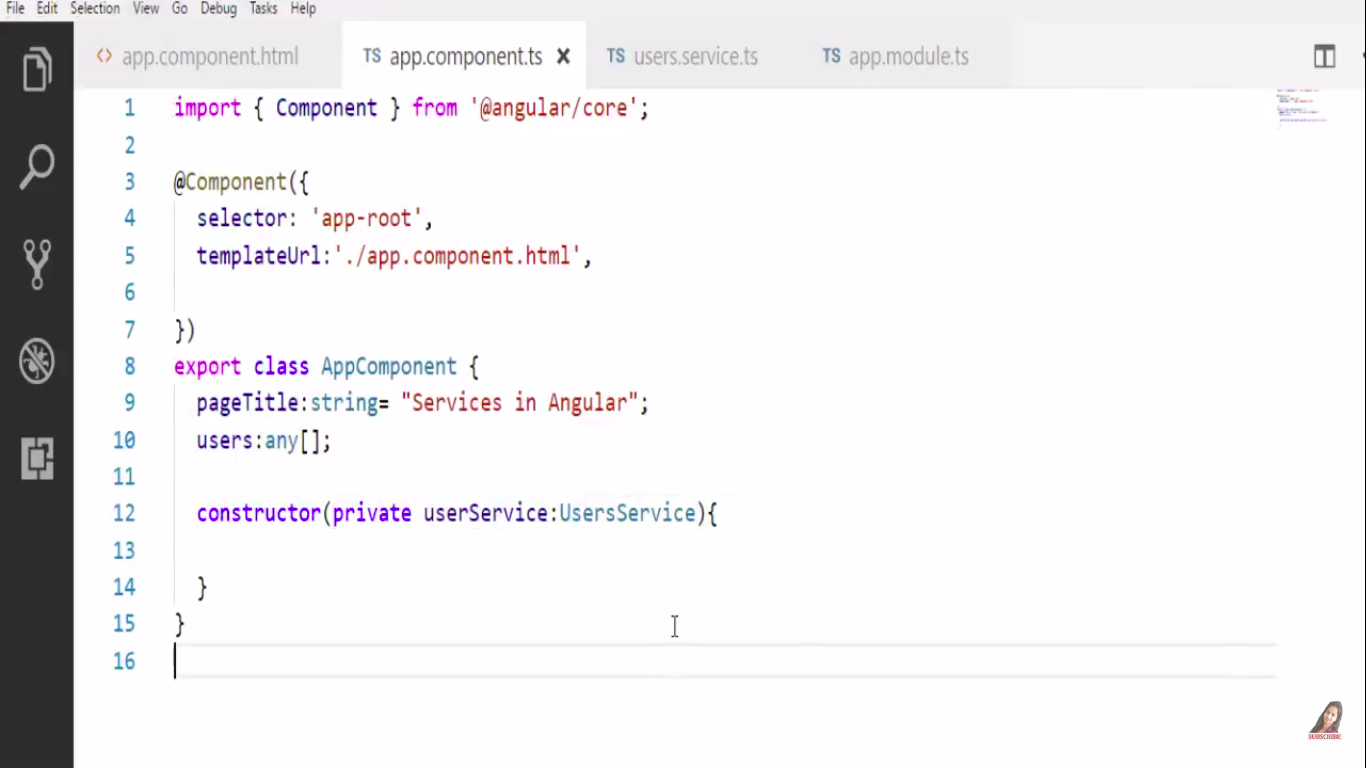 File Edit Selection View Go Debug Tasks Help
<> app.component.html TS app.component.ts × TS users.service.ts TS app.module.ts
1 import { Component } from '@angular/core';
2
3 @Component({
4 selector: 'app-root',
5 templateUrl:'./app.component.html',
6
7 })
8 export class AppComponent {
9 pageTitle:string= "Services in Angular";
10 users:any[];
11
12 constructor(private userService:UsersService){
13
14 }
15 }
16
SUBSCRIBE